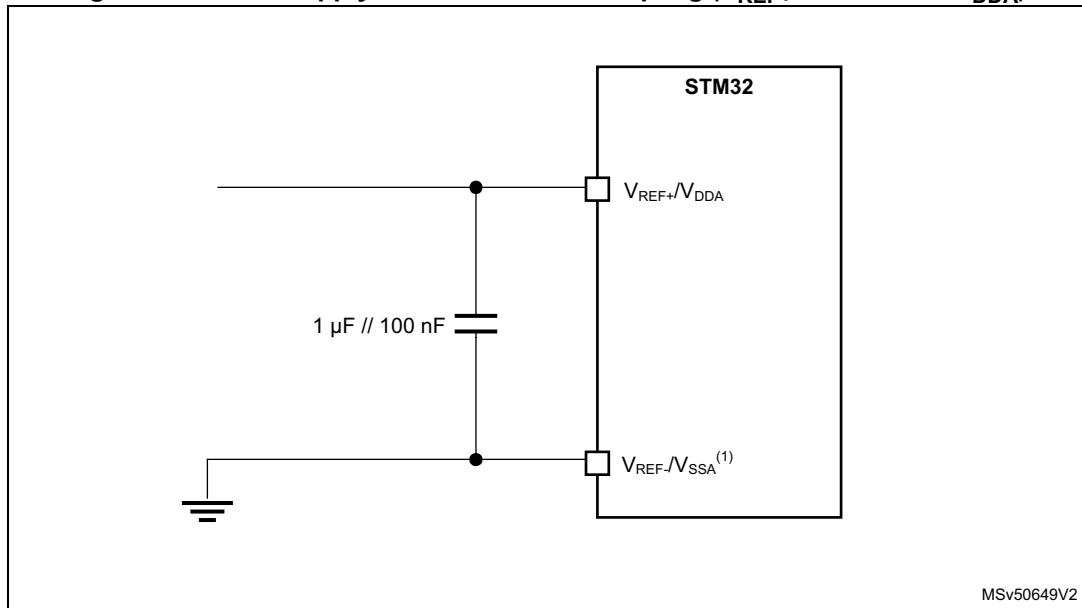 STM32
VREF+/VDDA
1 µF // 100 nF
VREF-/VSSA(1)
MSv50649V2